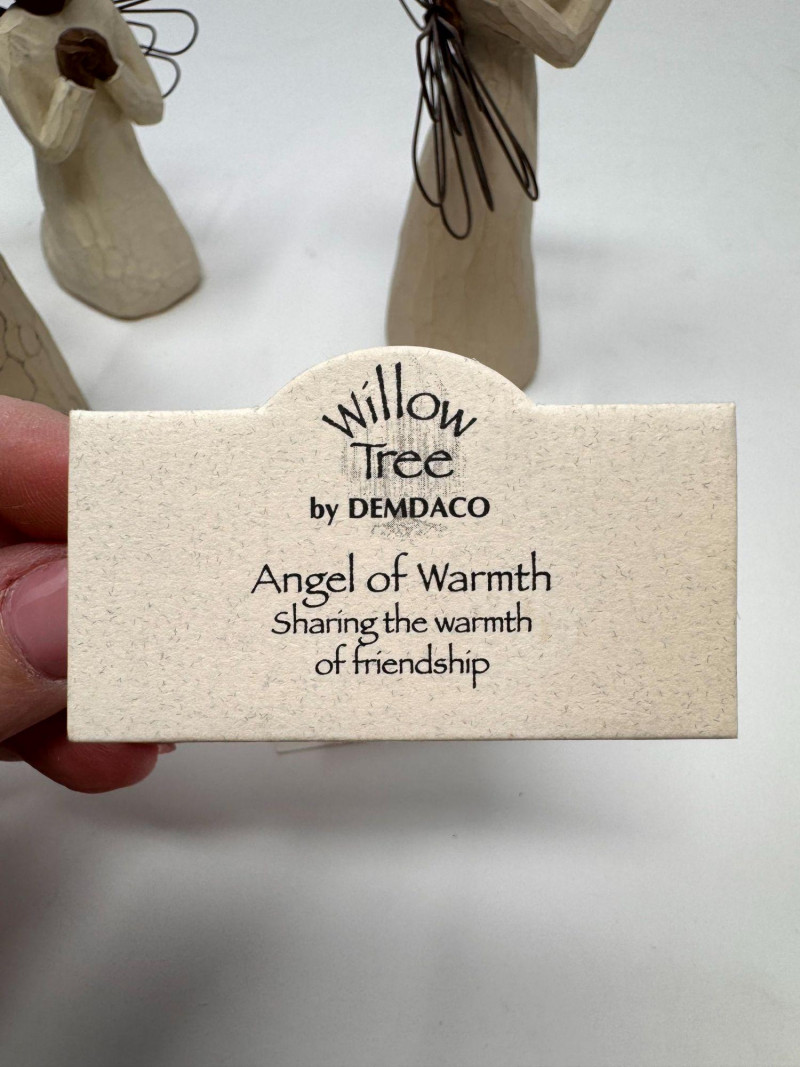 Willow
Tree
by DEMDACO
Angel of Warmth
Sharing the warmth
of friendship